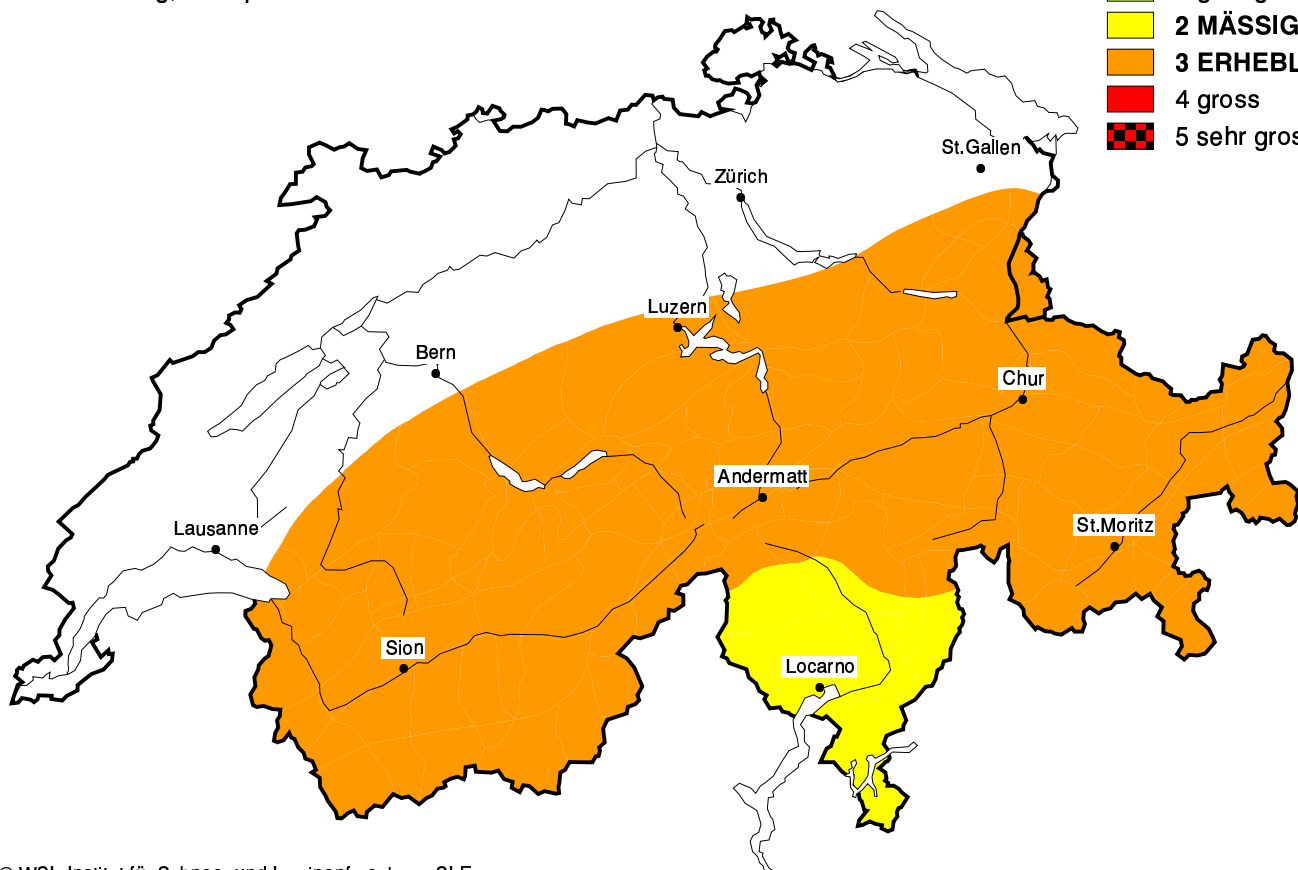 2 MÄSSIG
3 ERHEBL
4 gross
5 sehr gros
St.Gallen
Zürich
Luzern
Bern
Chur
Andermatt
Lausanne
St.Moritz
Sion
Locarno